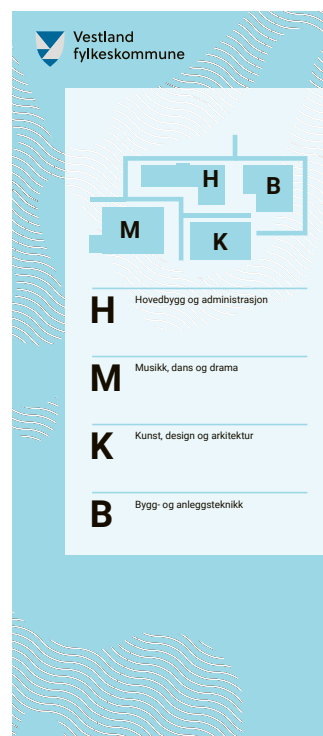 Vestland
fylkeskommune
H
B
M
K
H Hovedbygg og administrasjon
M Musikk, dans og drama
K Kunst, design og arkitektur
B Bygg- og anleggsteknikk